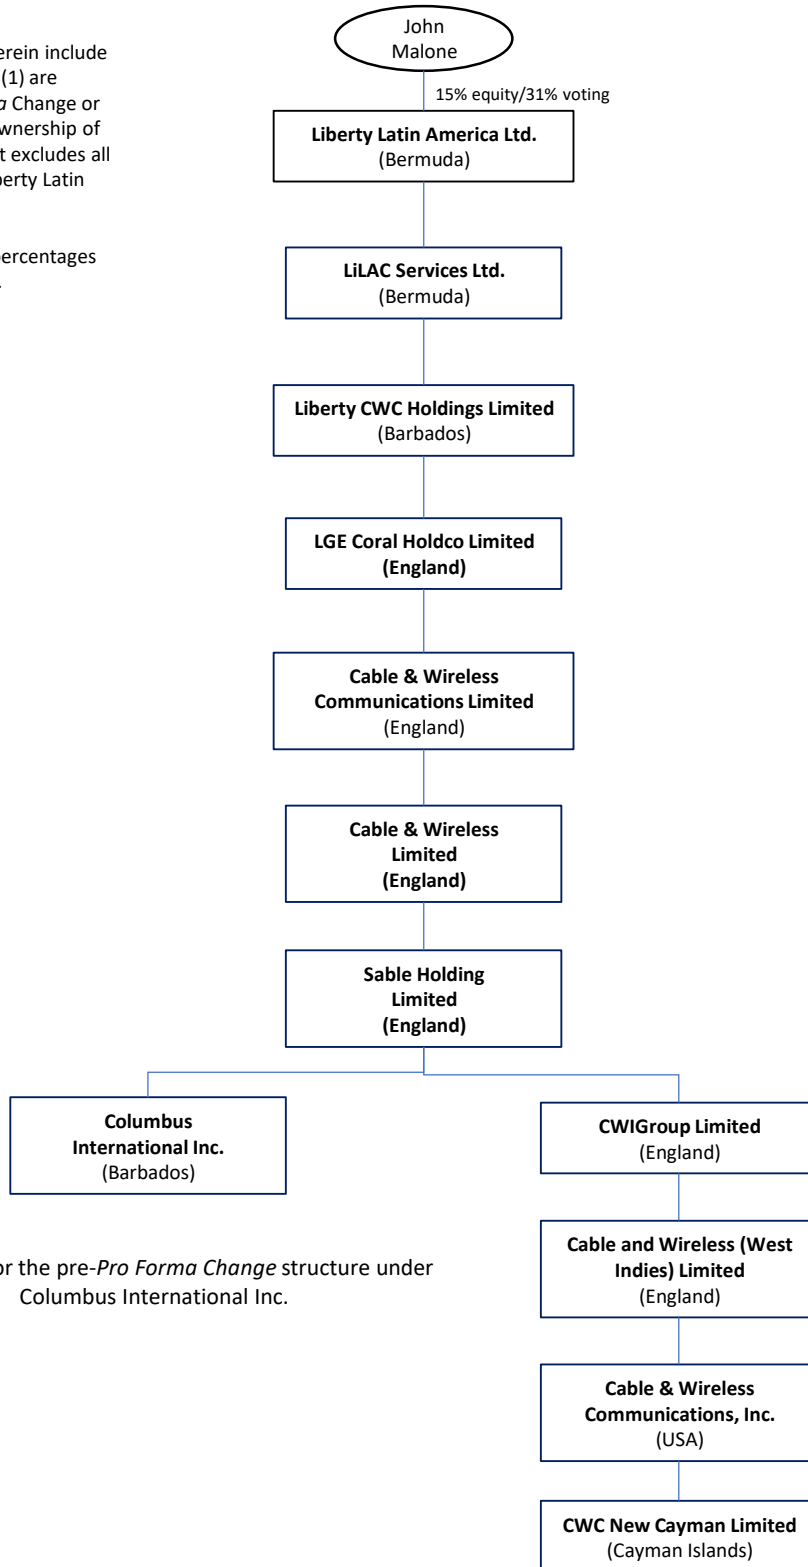 John
Malone
erein include
(1) are
a Change or
wnership of
t excludes all
berty Latin
15% equity/31% voting
Liberty Latin America Ltd.
(Bermuda)
percentages
.
LiLAC Services Ltd.
(Bermuda)
Liberty CWC Holdings Limited
(Barbados)
LGE Coral Holdco Limited
(England)
Cable & Wireless
Communications Limited
(England)
Cable & Wireless
Limited
(England)
Sable Holding
Limited
(England)
Columbus
International Inc.
(Barbados)
CWIGroup Limited
(England)
Cable and Wireless (West
Indies) Limited
(England)
or the pre-Pro Forma Change structure under
Columbus International Inc.
Cable & Wireless
Communications, Inc.
(USA)
CWC New Cayman Limited
(Cayman Islands)